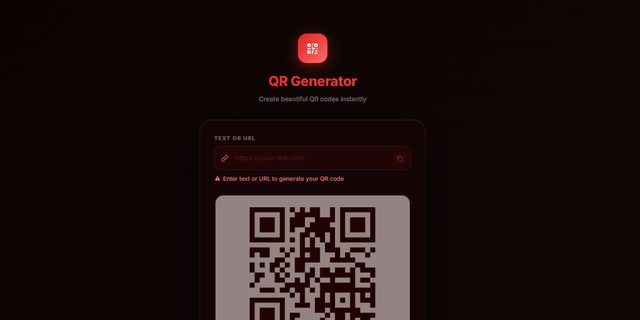 QR Generator
Create beautiful QR codes instantly
TEXT OR URL
https://your-link.com
Enter text or URL to generate your QR code